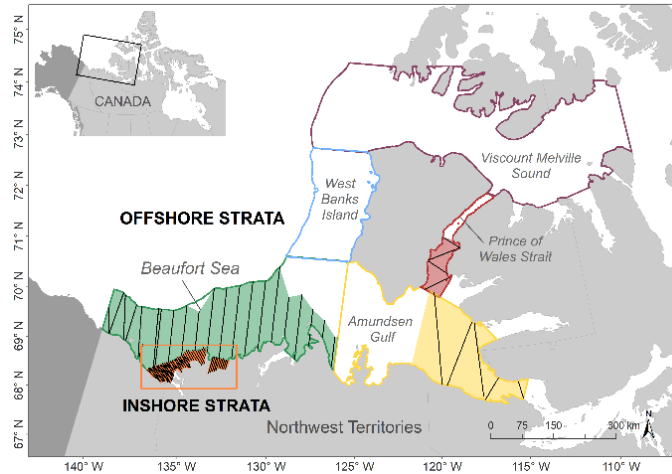 75° N
74° N
73° N
72° N
71° N
70° N
69° N
68° N
67° N
CANADA
Viscount Melville
Sound
West
Banks
Island
OFFSHORE STRATA
Prince of
Wales Strait
Beaufort Sea
Amundsen
Gulf
INSHORE STRATA
Northwest Territories
N
0 75 150 300 km
140°W 135°W 130°W 125°W 120°W 115°W 110°W